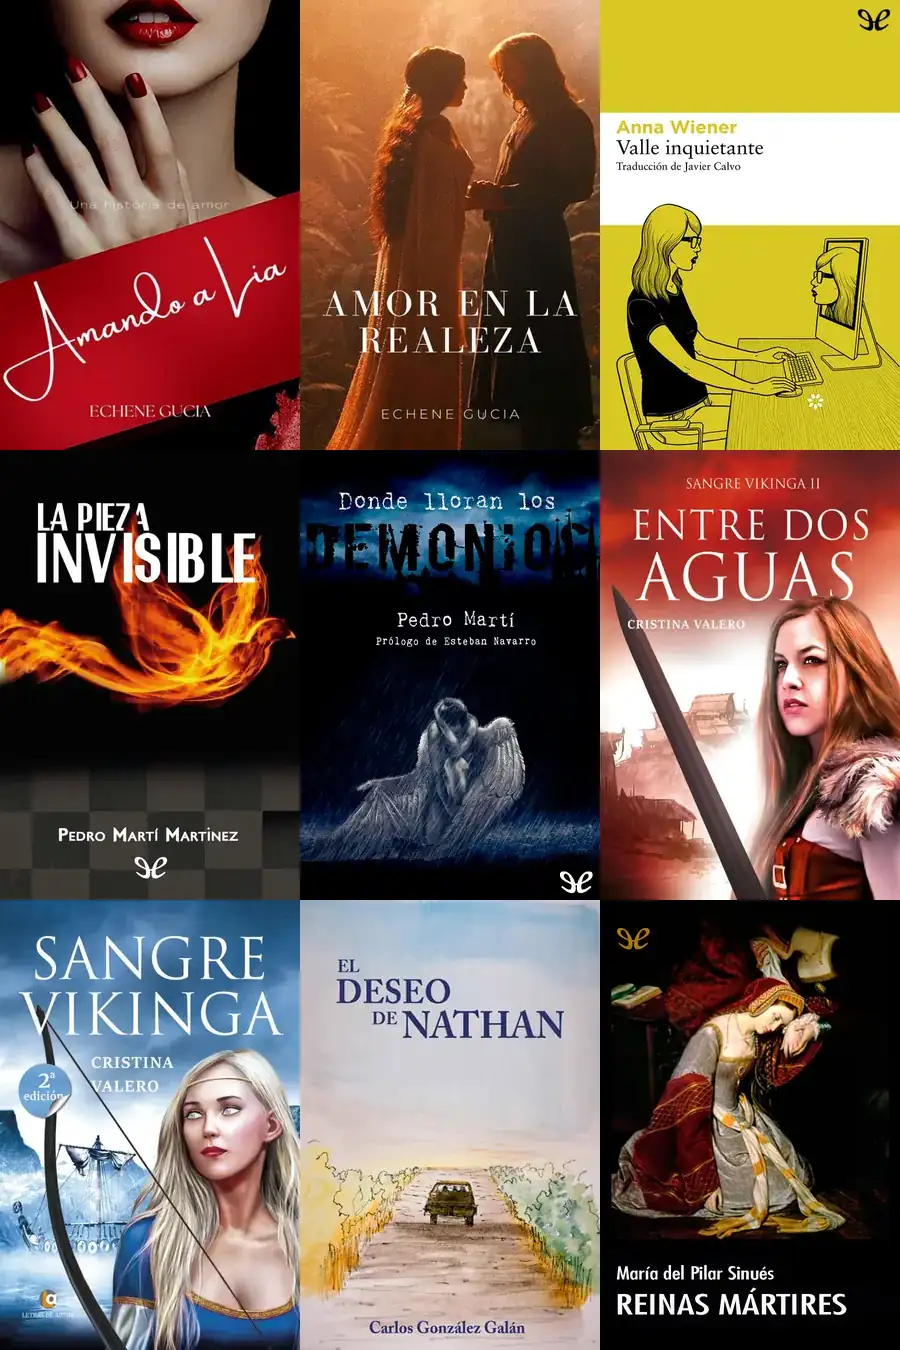 Una historia de amor
Amando a Lia
ECHENE GUCIA
AMOR EN LA
REALEZA
ECHENE GUCIA
Anna Wiener
Valle inquietante
Traducción de Javier Calvo
LA PIEZA
INVISIBLE
PEDRO MARTÍ MARTÍNEZ
Donde lloran los
DEMONIOS
Pedro Martí
Prólogo de Esteban Navarro
SANGRE VIKINGA II
ENTRE DOS
AGUAS
CRISTINA VALERO
SANGRE
VIKINGA
CRISTINA
VALERO
2ª
edición
a
LETRAS DE AUTOR
EL
DESEO
DE NATHAN
Carlos González Galán
María del Pilar Sinués
REINAS MÁRTIRES